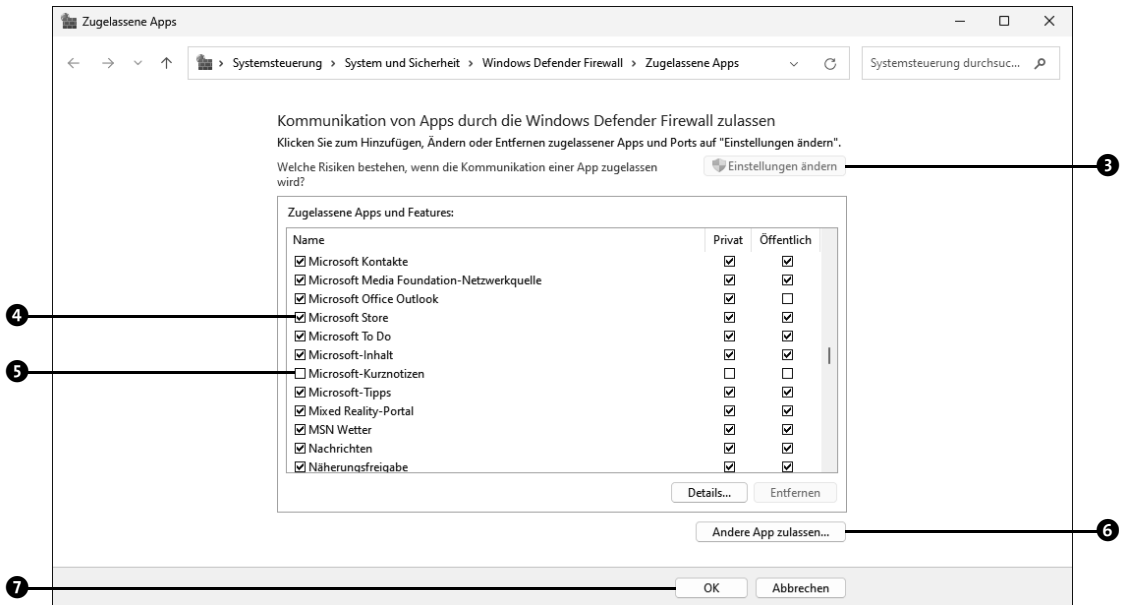 Zugelassene Apps
Systemsteuerung > System und Sicherheit > Windows Defender Firewall > Zugelassene Apps
Systemsteuerung durchsuc...
Kommunikation von Apps durch die Windows Defender Firewall zulassen
Klicken Sie zum Hinzufügen, Ändern oder Entfernen zugelassener Apps und Ports auf "Einstellungen ändern".
Welche Risiken bestehen, wenn die Kommunikation einer App zugelassen
wird?
Einstellungen ändern
3
Zugelassene Apps und Features:
Name Privat Öffentlich
Microsoft Kontakte
Microsoft Media Foundation-Netzwerkquelle
Microsoft Office Outlook
4 Microsoft Store
Microsoft To Do
Microsoft-Inhalt
5 Microsoft-Kurznotizen
Microsoft-Tipps
Mixed Reality-Portal
MSN Wetter
Nachrichten
Näherungsfreigabe
Details... Entfernen
Andere App zulassen... 6
7 OK Abbrechen